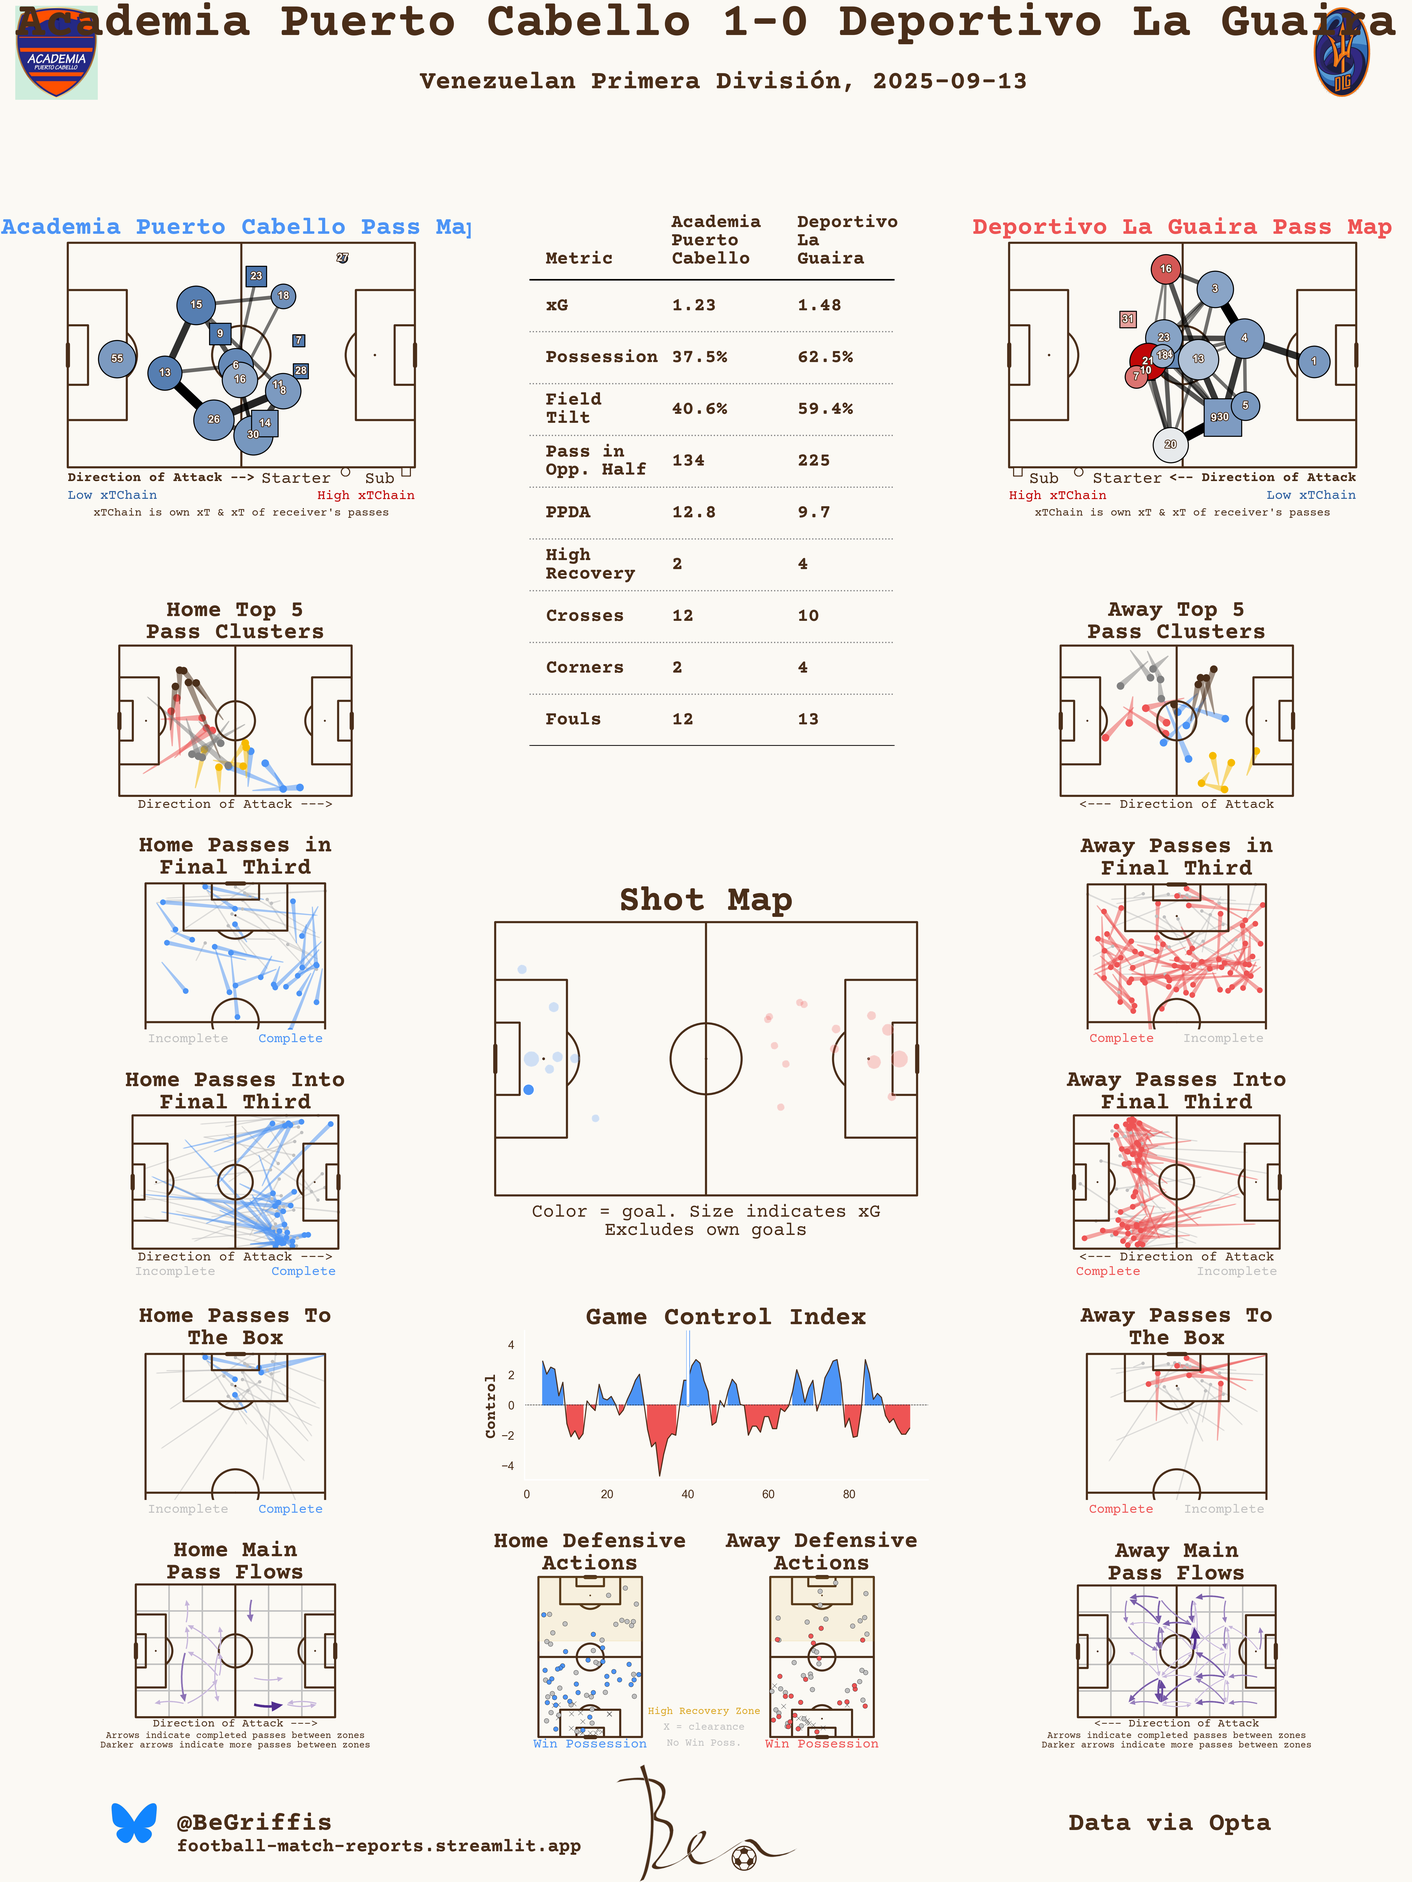 Academia Puerto Cabello 1-0 Deportivo La Guaira
Venezuelan Primera División, 2025-09-13
ACADEMIA
PUERTO CABELLO
DLG
Academia Puerto Cabello Pass Map
27
23
18
15
9
7
55
6
13
28
16
11
8
26
14
30
Direction of Attack --> Starter Sub
Low xTChain High xTChain
xTChain is own xT & xT of receiver's passes
Metric Academia Puerto Cabello Deportivo La Guaira
xG 1.23 1.48
Possession 37.5% 62.5%
Field Tilt 40.6% 59.4%
Pass in Opp. Half 134 225
PPDA 12.8 9.7
High Recovery 2 4
Crosses 12 10
Corners 2 4
Fouls 12 13
Deportivo La Guaira Pass Map
16
3
31
23
4
18
21
13
1
10
7
5
930
20
Sub Starter <-- Direction of Attack
High xTChain Low xTChain
xTChain is own xT & xT of receiver's passes
Home Top 5
Pass Clusters
Direction of Attack --->
Away Top 5
Pass Clusters
<--- Direction of Attack
Home Passes in
Final Third
Incomplete Complete
Away Passes in
Final Third
Complete Incomplete
Shot Map
Color = goal. Size indicates xG
Excludes own goals
Home Passes Into
Final Third
Direction of Attack --->
Incomplete Complete
Away Passes Into
Final Third
<--- Direction of Attack
Complete Incomplete
Home Passes To
The Box
Incomplete Complete
Game Control Index
Control
4
2
0
−2
−4
0 20 40 60 80
Away Passes To
The Box
Complete Incomplete
Home Main
Pass Flows
Direction of Attack --->
Arrows indicate completed passes between zones
Darker arrows indicate more passes between zones
Home Defensive
Actions
Win Possession
Away Defensive
Actions
Win Possession
High Recovery Zone
X = clearance
No Win Poss.
Away Main
Pass Flows
<--- Direction of Attack
Arrows indicate completed passes between zones
Darker arrows indicate more passes between zones
@BeGriffis
football-match-reports.streamlit.app
Ben
Data via Opta